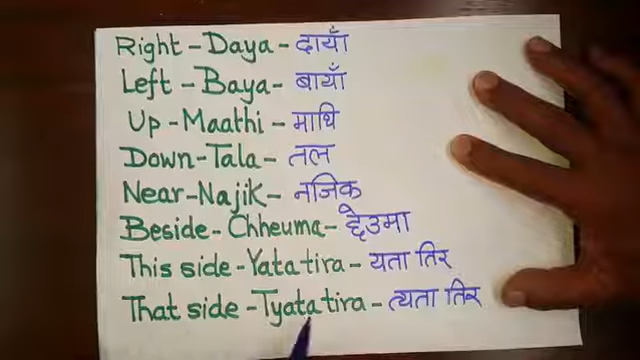 Right - Daya - दायाँ
Left - Baya - बायाँ
Up - Maathi - माथि
Down - Tala - तल
Near - Najik - नजिक
Beside - Chheuma - छेउमा
This side - Yata tira - यता तिर
That side - Tyata tira - त्यता तिर